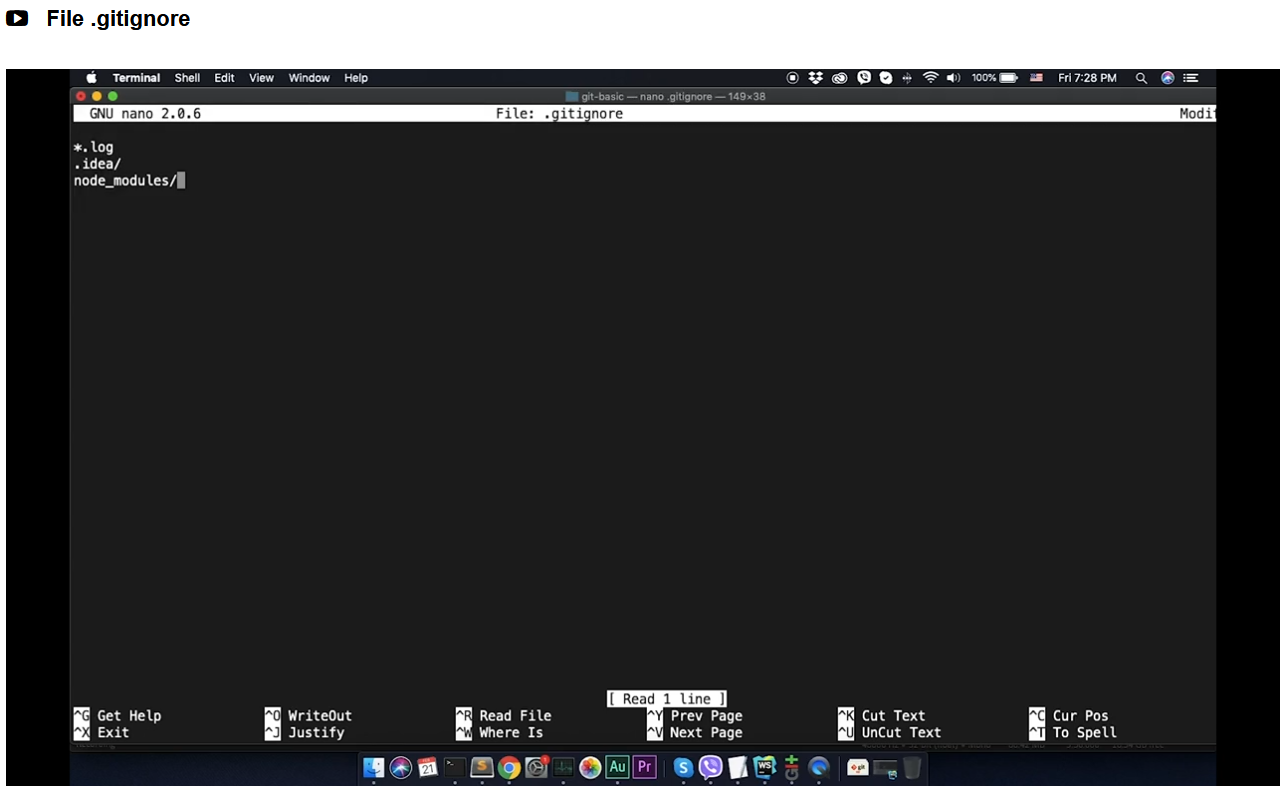 File .gitignore
Terminal Shell Edit View Window Help 100% Fri 7:28 PM
git-basic — nano .gitignore — 149×38
GNU nano 2.0.6 File: .gitignore Modif
*.log
.idea/
node_modules/
[ Read 1 line ]
^G Get Help ^O WriteOut ^R Read File ^Y Prev Page ^K Cut Text ^C Cur Pos
^X Exit ^J Justify ^W Where Is ^V Next Page ^U UnCut Text ^T To Spell
21 S Au Pr S WS git